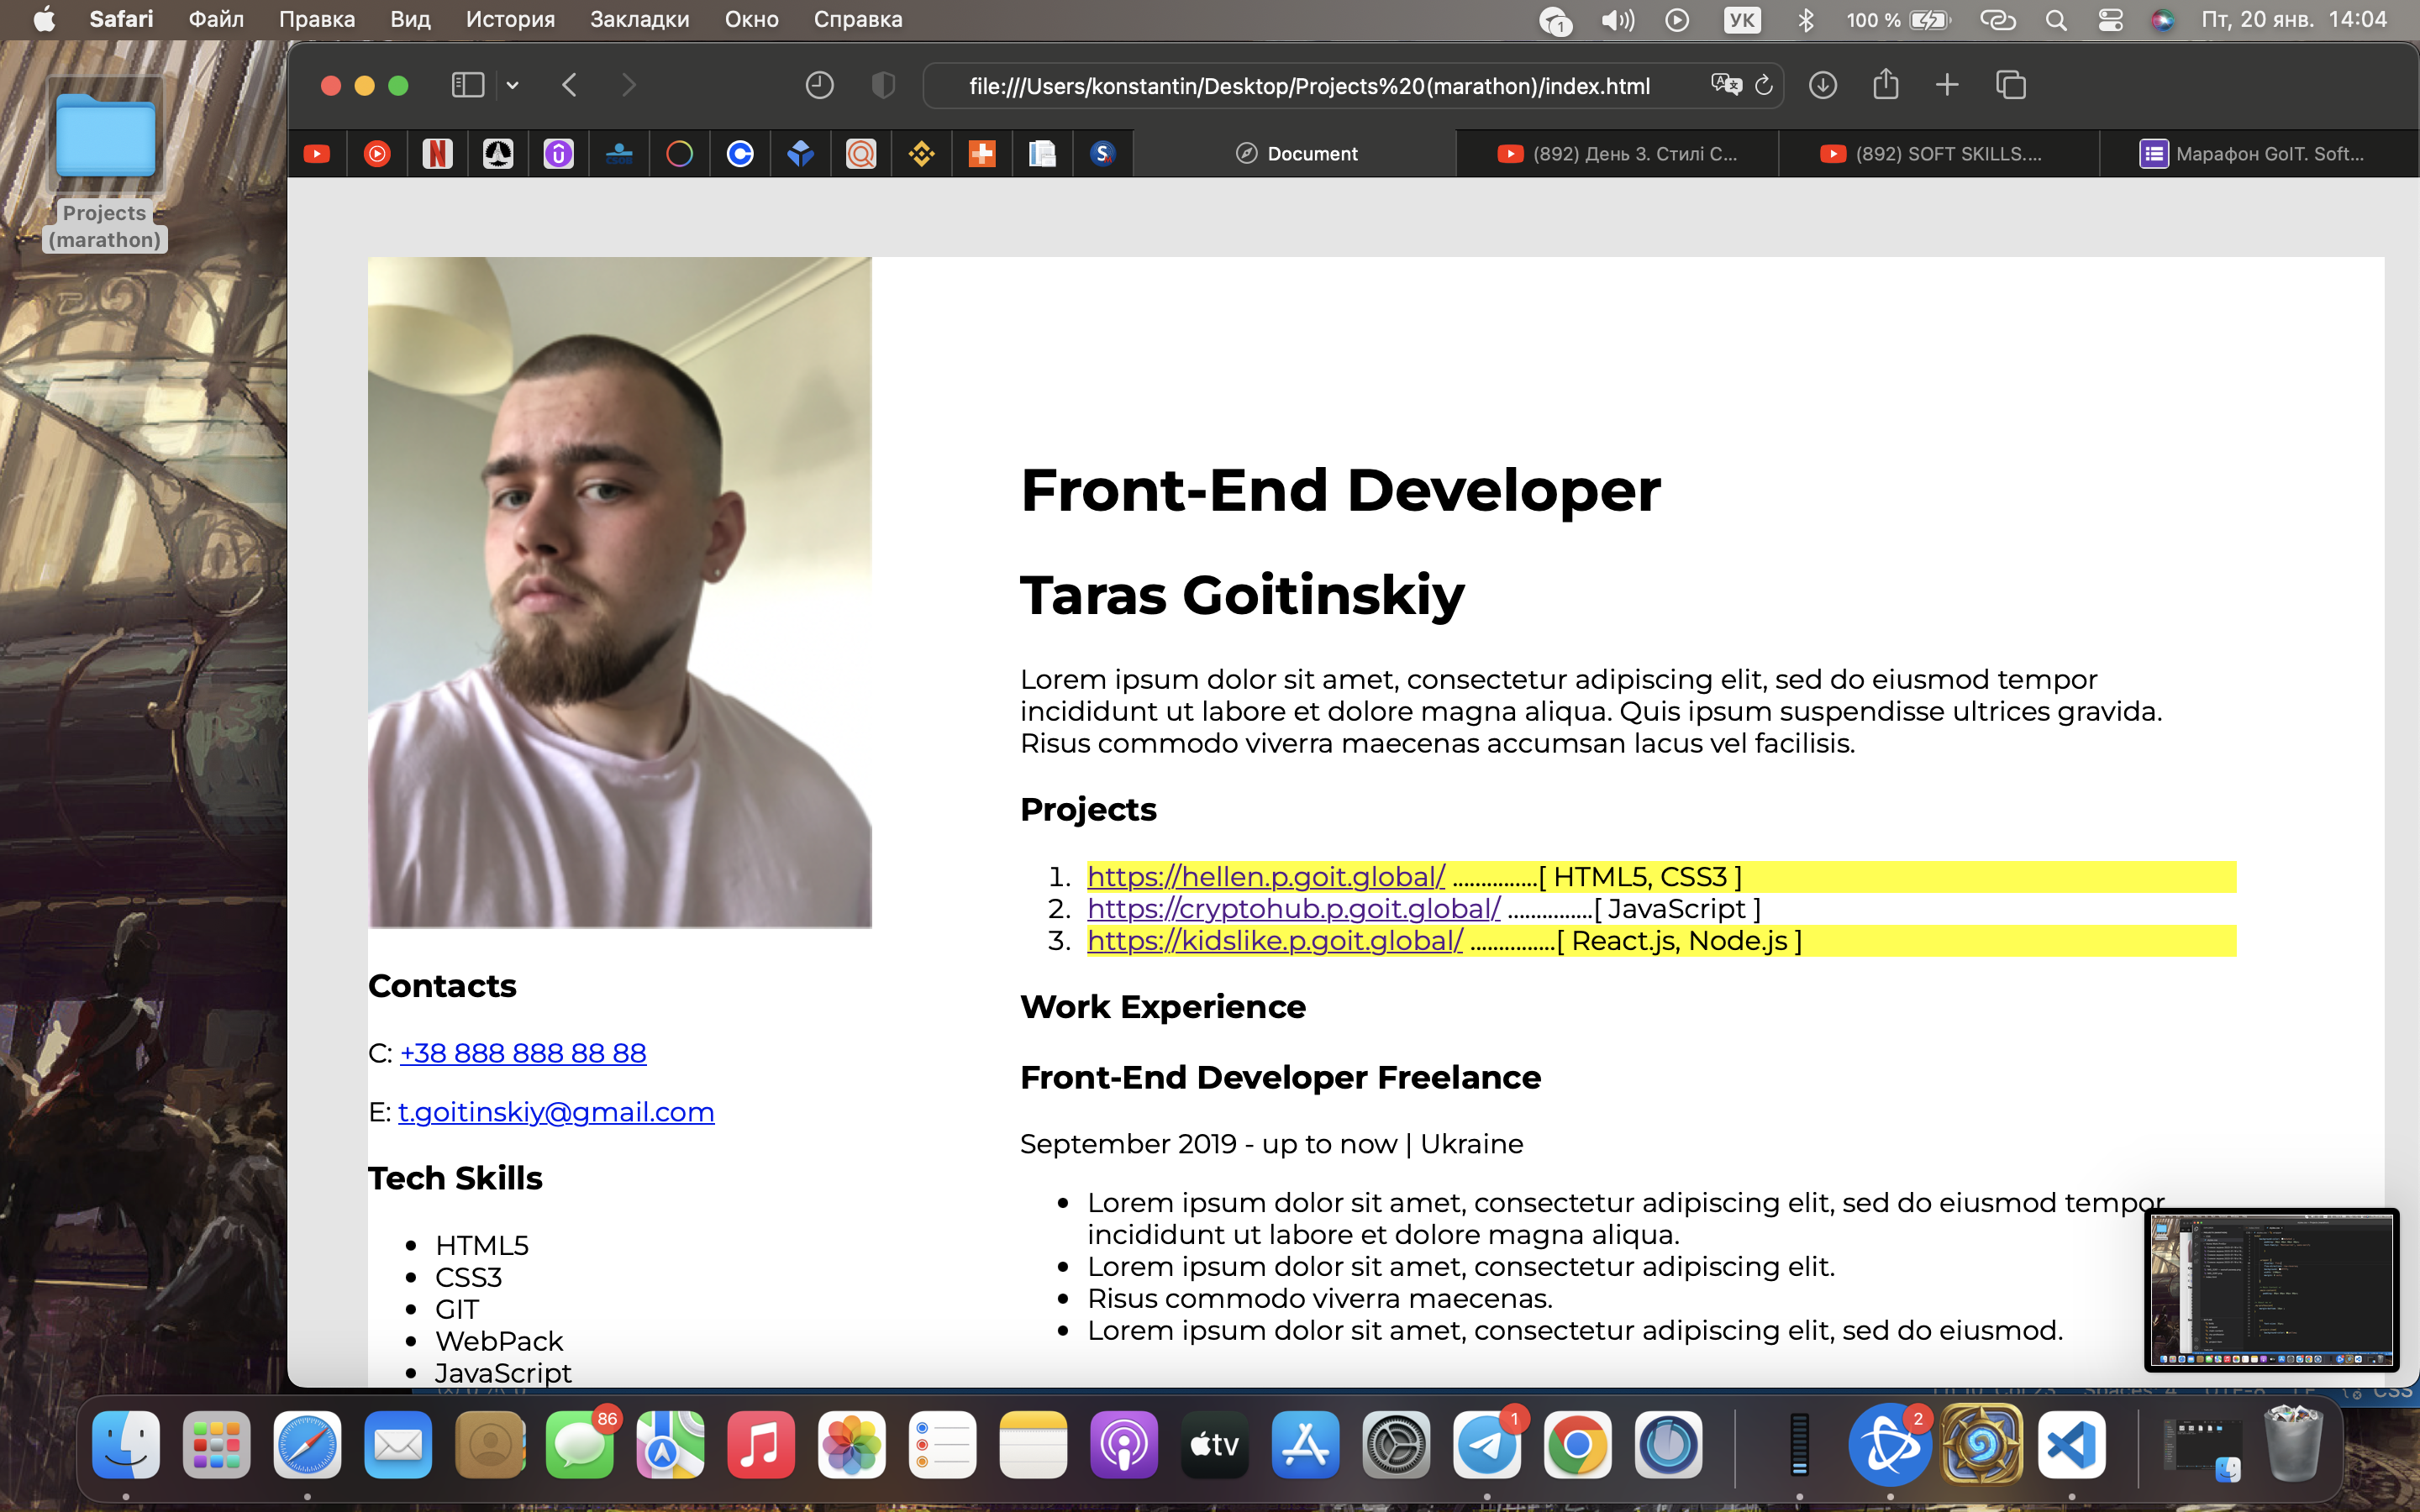 Safari Файл Правка Вид История Закладки Окно Справка
1 УК 100 % Пт, 20 янв. 14:04
file:///Users/konstantin/Desktop/Projects%20(marathon)/index.html
Document (892) День 3. Стилі С... (892) SOFT SKILLS.... Марафон GoIT. Soft...
Projects
(marathon)
Front-End Developer
Taras Goitinskiy
Lorem ipsum dolor sit amet, consectetur adipiscing elit, sed do eiusmod tempor
incididunt ut labore et dolore magna aliqua. Quis ipsum suspendisse ultrices gravida.
Risus commodo viverra maecenas accumsan lacus vel facilisis.
Projects
1. https://hellen.p.goit.global/ ...............[ HTML5, CSS3 ]
2. https://cryptohub.p.goit.global/ ...............[ JavaScript ]
3. https://kidslike.p.goit.global/ ...............[ React.js, Node.js ]
Work Experience
Front-End Developer Freelance
September 2019 - up to now | Ukraine
• Lorem ipsum dolor sit amet, consectetur adipiscing elit, sed do eiusmod tempor
incididunt ut labore et dolore magna aliqua.
• Lorem ipsum dolor sit amet, consectetur adipiscing elit.
• Risus commodo viverra maecenas.
• Lorem ipsum dolor sit amet, consectetur adipiscing elit, sed do eiusmod.
Contacts
C: +38 888 888 88 88
E: t.goitinskiy@gmail.com
Tech Skills
• HTML5
• CSS3
• GIT
• WebPack
• JavaScript
CSS
86
tv
1
2